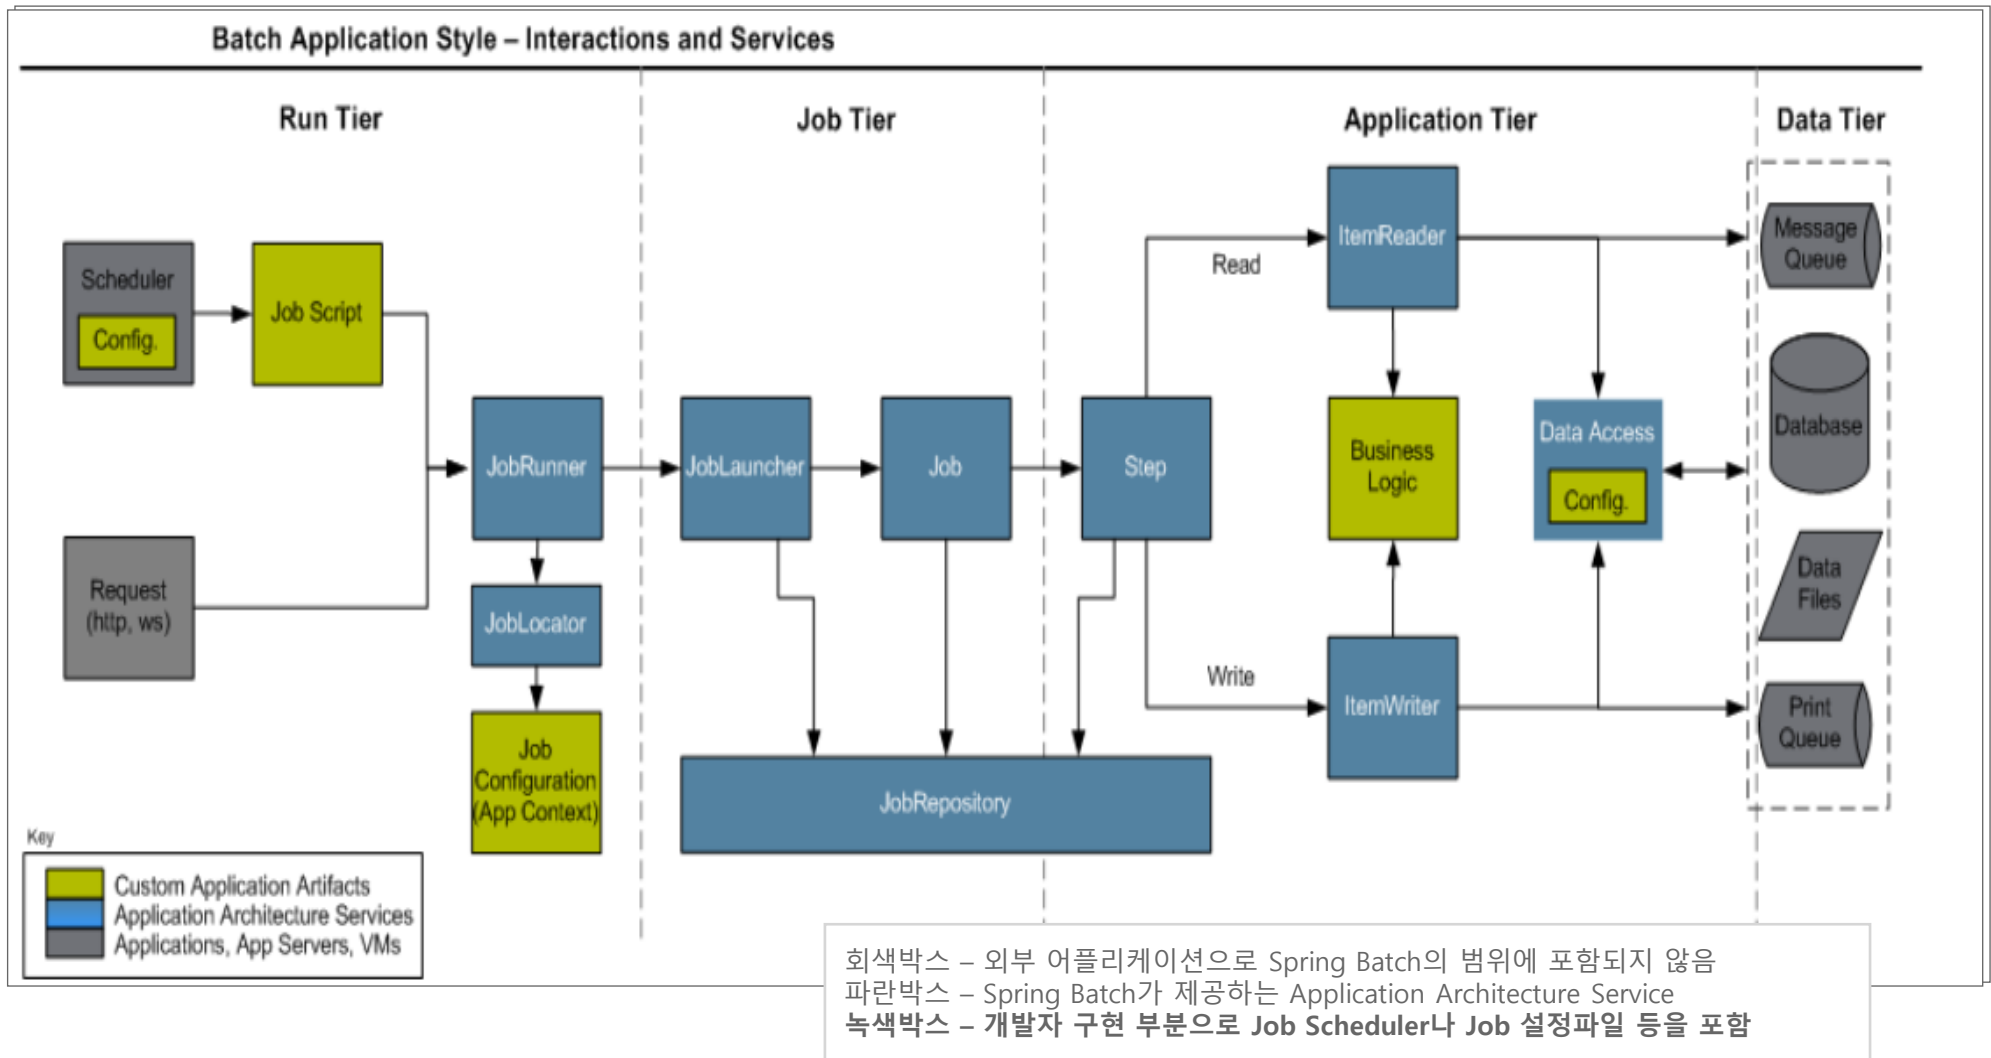 Batch Application Style – Interactions and Services
Run Tier
Job Tier
Application Tier
Data Tier
Scheduler
Config.
Job Script
Request
(http, ws)
JobRunner
JobLocator
Job
Configuration
(App Context)
JobLauncher
Job
JobRepository
Step
Read
Write
ItemReader
Business
Logic
ItemWriter
Data Access
Config.
Message
Queue
Database
Data
Files
Print
Queue
Key
Custom Application Artifacts
Application Architecture Services
Applications, App Servers, VMs
회색박스 – 외부 어플리케이션으로 Spring Batch의 범위에 포함되지 않음
파란박스 – Spring Batch가 제공하는 Application Architecture Service
녹색박스 – 개발자 구현 부분으로 Job Scheduler나 Job 설정파일 등을 포함